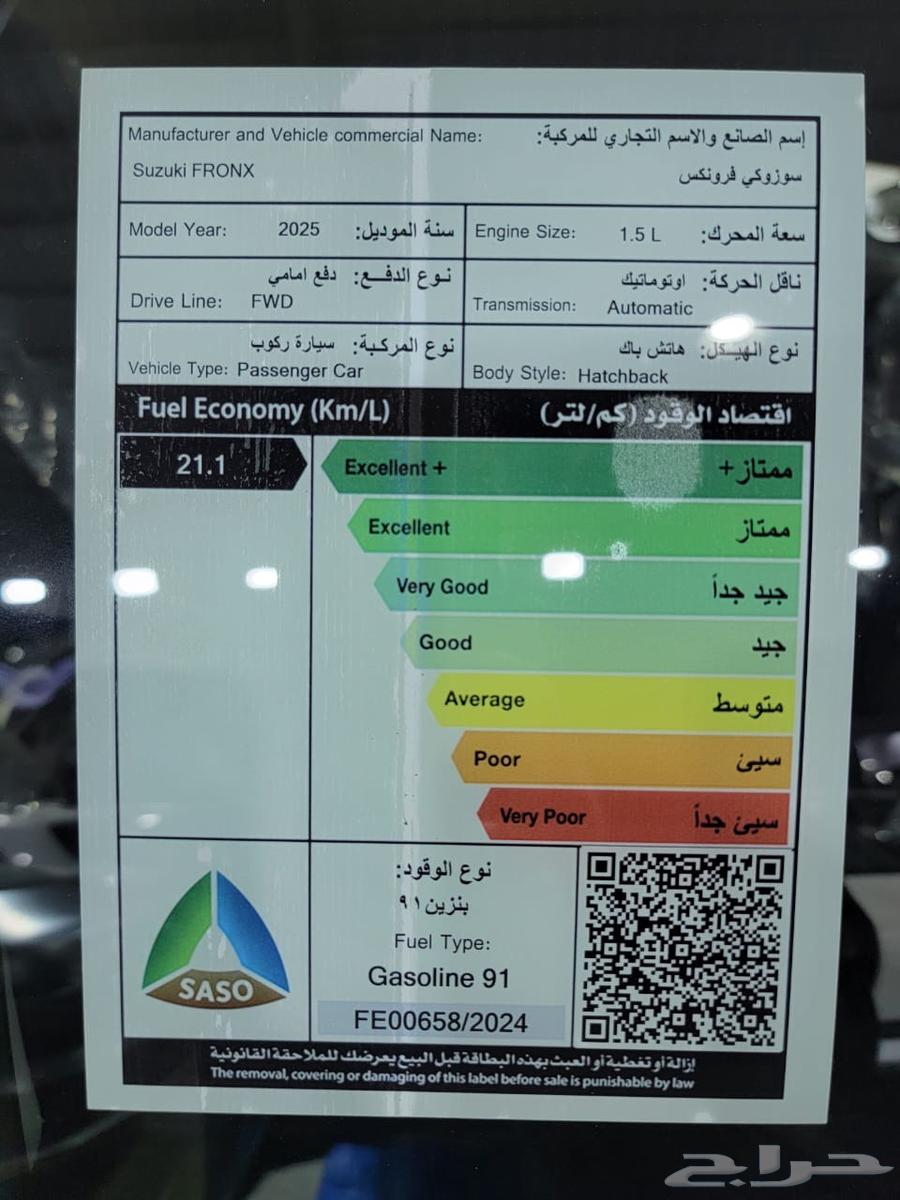 Manufacturer and Vehicle commercial Name: إسم الصانع والاسم التجاري للمركبة:
Suzuki FRONX سوزوكي فرونكس
Model Year: 2025 سنة الموديل:
Engine Size: 1.5 L سعة المحرك:
نوع الدفع: دفع امامي
Drive Line: FWD
ناقل الحركة: اوتوماتيك
Transmission: Automatic
نوع المركبة: سيارة ركوب
Vehicle Type: Passenger Car
نوع الهيكل: هاتش باك
Body Style: Hatchback
Fuel Economy (Km/L) اقتصاد الوقود (كم/لتر)
21.1
Excellent + ممتاز+
Excellent ممتاز
Very Good جيد جداً
Good جيد
Average متوسط
Poor سيئ
Very Poor سيئ جداً
SASO
نوع الوقود:
بنزين ٩١
Fuel Type:
Gasoline 91
FE00658/2024
إزالة أو تغطية أو العبث بهذه البطاقة قبل البيع يعرضك للملاحقة القانونية
The removal, covering or damaging of this label before sale is punishable by law
حراج